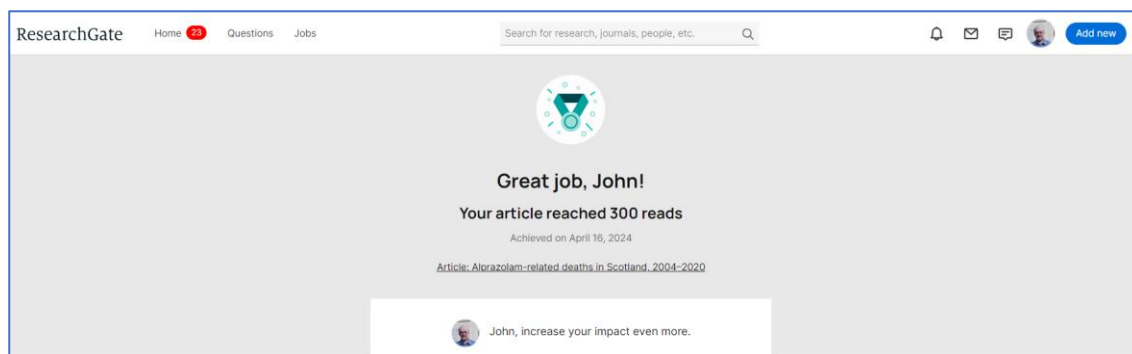 ResearchGate Home 23 Questions Jobs Search for research, journals, people, etc. Add new
Great job, John!
Your article reached 300 reads
Achieved on April 16, 2024
Article: Alprazolam-related deaths in Scotland, 2004–2020
John, increase your impact even more.